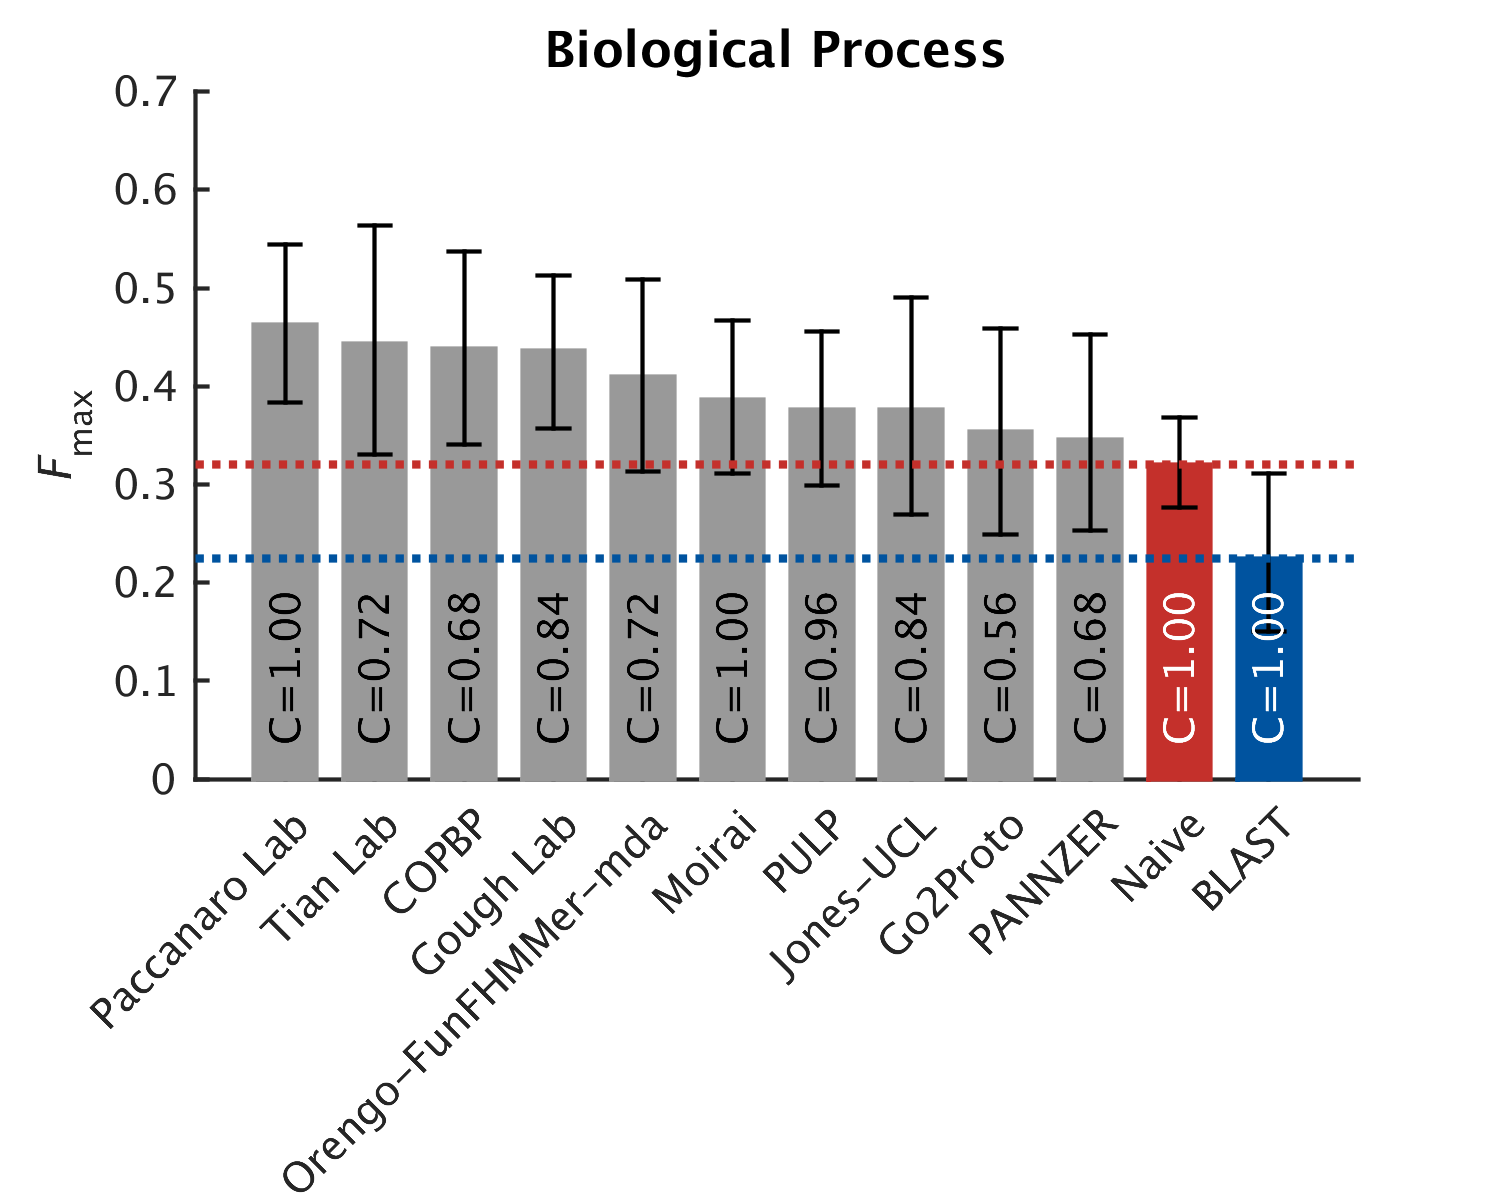 Biological Process
0.7
0.6
0.5
0.4
0.3
0.2
0.1
0
Fmax
C=1.00
C=0.72
C=0.68
C=0.84
C=0.72
C=1.00
C=0.96
C=0.84
C=0.56
C=0.68
C=1.00
C=1.00
Paccanaro Lab
Tian Lab
COPBP
Gough Lab
Orengo-FunFHMMer-mda
Moirai
PULP
Jones-UCL
Go2Proto
PANNZER
Naive
BLAST